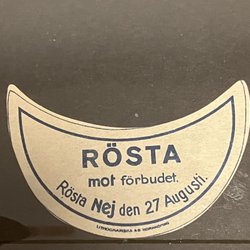 RÖSTA
mot förbudet.
Rösta Nej den 27 Augusti.